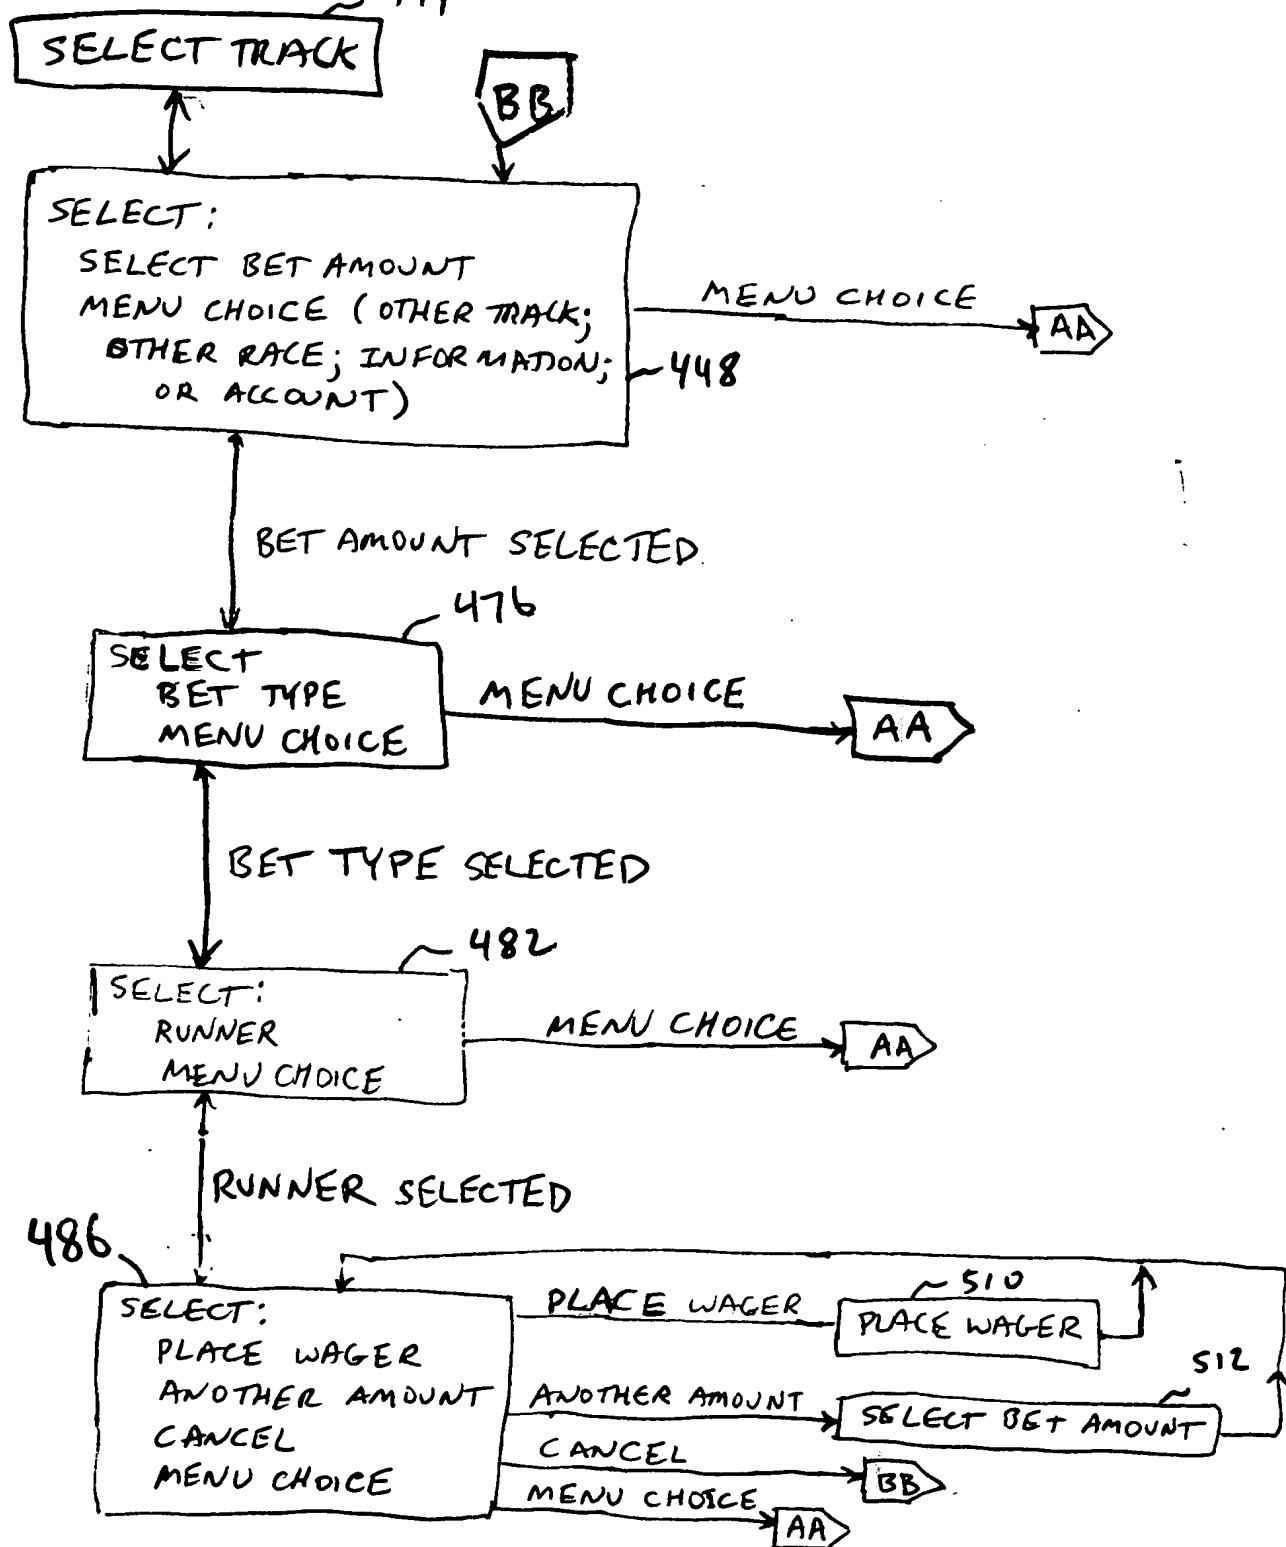 SELECT TRACK
BB
SELECT:
SELECT BET AMOUNT
MENU CHOICE (OTHER TRACK;
OTHER RACE; INFORMATION;
OR ACCOUNT)
448
MENU CHOICE
AA
BET AMOUNT SELECTED
476
SELECT
BET TYPE
MENU CHOICE
MENU CHOICE
AA
BET TYPE SELECTED
482
SELECT:
RUNNER
MENU CHOICE
MENU CHOICE
AA
RUNNER SELECTED
486
SELECT:
PLACE WAGER
ANOTHER AMOUNT
CANCEL
MENU CHOICE
PLACE WAGER
510
PLACE WAGER
512
ANOTHER AMOUNT
SELECT BET AMOUNT
CANCEL
BB
MENU CHOICE
AA